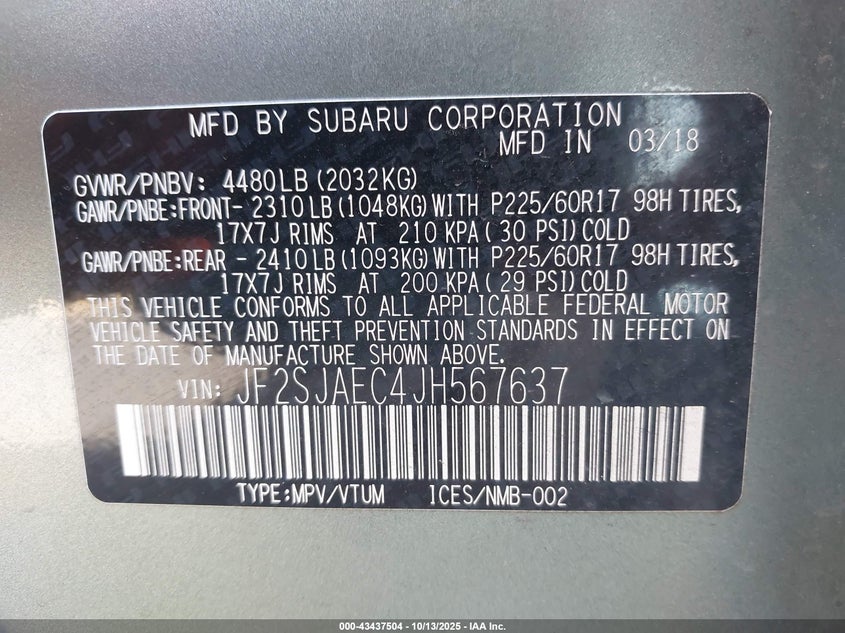 MFD BY SUBARU CORPORATION
MFD IN 03/18
GVWR/PNBV: 4480LB (2032KG)
GAWR/PNBE:FRONT- 2310LB (1048KG) WITH P225/60R17 98H TIRES,
17X7J RIMS AT 210 KPA( 30 PSI) COLD
GAWR/PNBE:REAR - 2410LB (1093KG) WITH P225/60R17 98H TIRES,
17X7J RIMS AT 200 KPA( 29 PSI) COLD
THIS VEHICLE CONFORMS TO ALL APPLICABLE FEDERAL MOTOR
VEHICLE SAFETY AND THEFT PREVENTION STANDARDS IN EFFECT ON
THE DATE OF MANUFACTURE SHOWN ABOVE.
VIN: JF2SJAEC4JH567637
TYPE:MPV/VTUM ICES/NMB-002
000-43437504 - 10/13/2025 - IAA Inc.